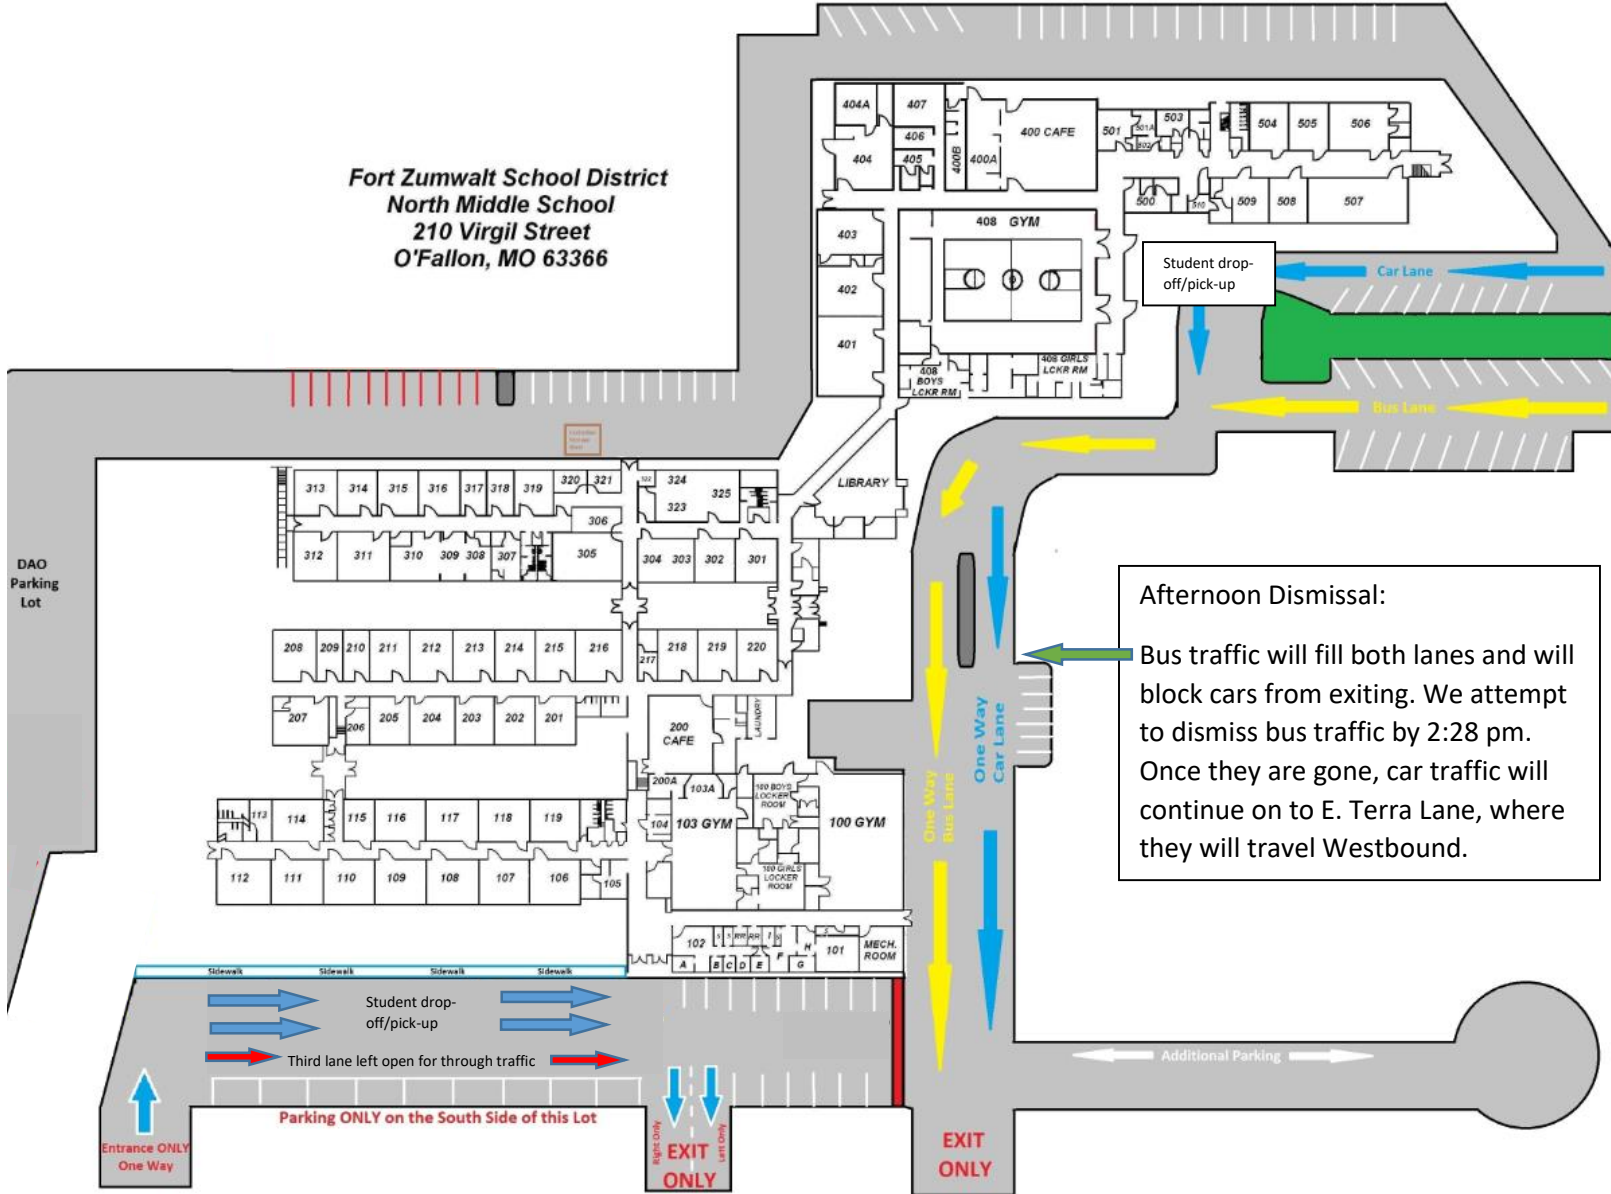 Fort Zumwalt School District
North Middle School
210 Virgil Street
O'Fallon, MO 63366
404A
407
406
404
405
400B
400A
400 CAFE
501
501A
502
503
504
505
506
500
510
509
508
507
403
402
401
408 GYM
408
BOYS
LCKR RM
408 GIRLS
LCKR RM
Student drop-
off/pick-up
Car Lane
Bus Lane
LIBRARY
313
314
315
316
317
318
319
320
321
322
324
325
323
306
312
311
310
309
308
307
305
304
303
302
301
DAO
Parking
Lot
208
209
210
211
212
213
214
215
216
217
218
219
220
207
206
205
204
203
202
201
200
CAFE
LAUNDRY
200A
103A
100 BOYS
LOCKER
ROOM
113
114
115
116
117
118
119
104
103 GYM
100 GYM
100 GIRLS
LOCKER
ROOM
112
111
110
109
108
107
106
105
102
S
S
RR
RR
T
S
A
B
C
D
E
F
G
H
101
MECH.
ROOM
One Way
Bus Lane
One Way
Car Lane
Afternoon Dismissal:
Bus traffic will fill both lanes and will
block cars from exiting. We attempt
to dismiss bus traffic by 2:28 pm.
Once they are gone, car traffic will
continue on to E. Terra Lane, where
they will travel Westbound.
Sidewalk
Sidewalk
Sidewalk
Sidewalk
Student drop-
off/pick-up
Third lane left open for through traffic
Additional Parking
Parking ONLY on the South Side of this Lot
Entrance ONLY
One Way
Right Only
Left Only
EXIT
ONLY
EXIT
ONLY